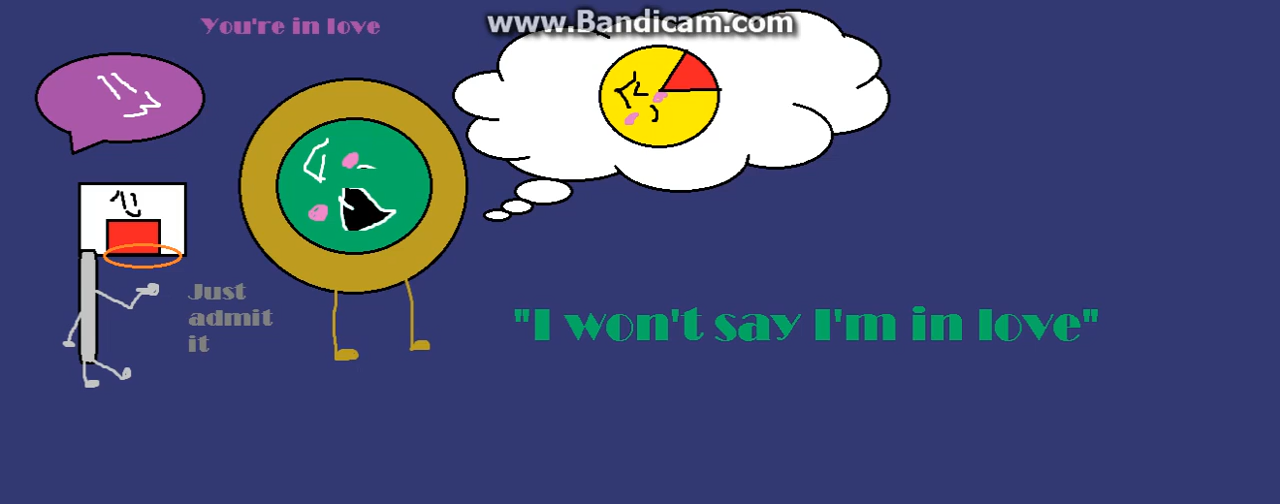 www.Bandicam.com
You're in love
Just
admit
it
"I won't say I'm in love"